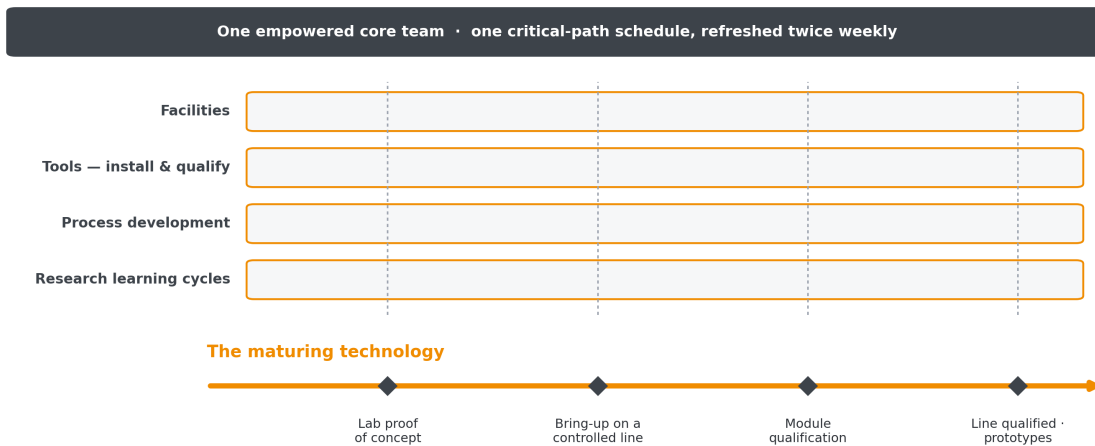 One empowered core team · one critical-path schedule, refreshed twice weekly
Facilities
Tools — install & qualify
Process development
Research learning cycles
The maturing technology
Lab proof
of concept
Bring-up on a
controlled line
Module
qualification
Line qualified ·
prototypes